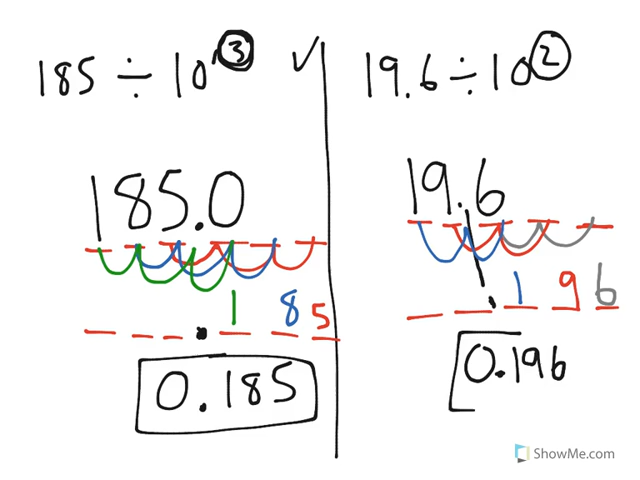 185 ÷ 10³ ✓
185.0
. 1 8 5
0.185
19.6 ÷ 10²
19.6
. 1 9 6
0.196
ShowMe.com